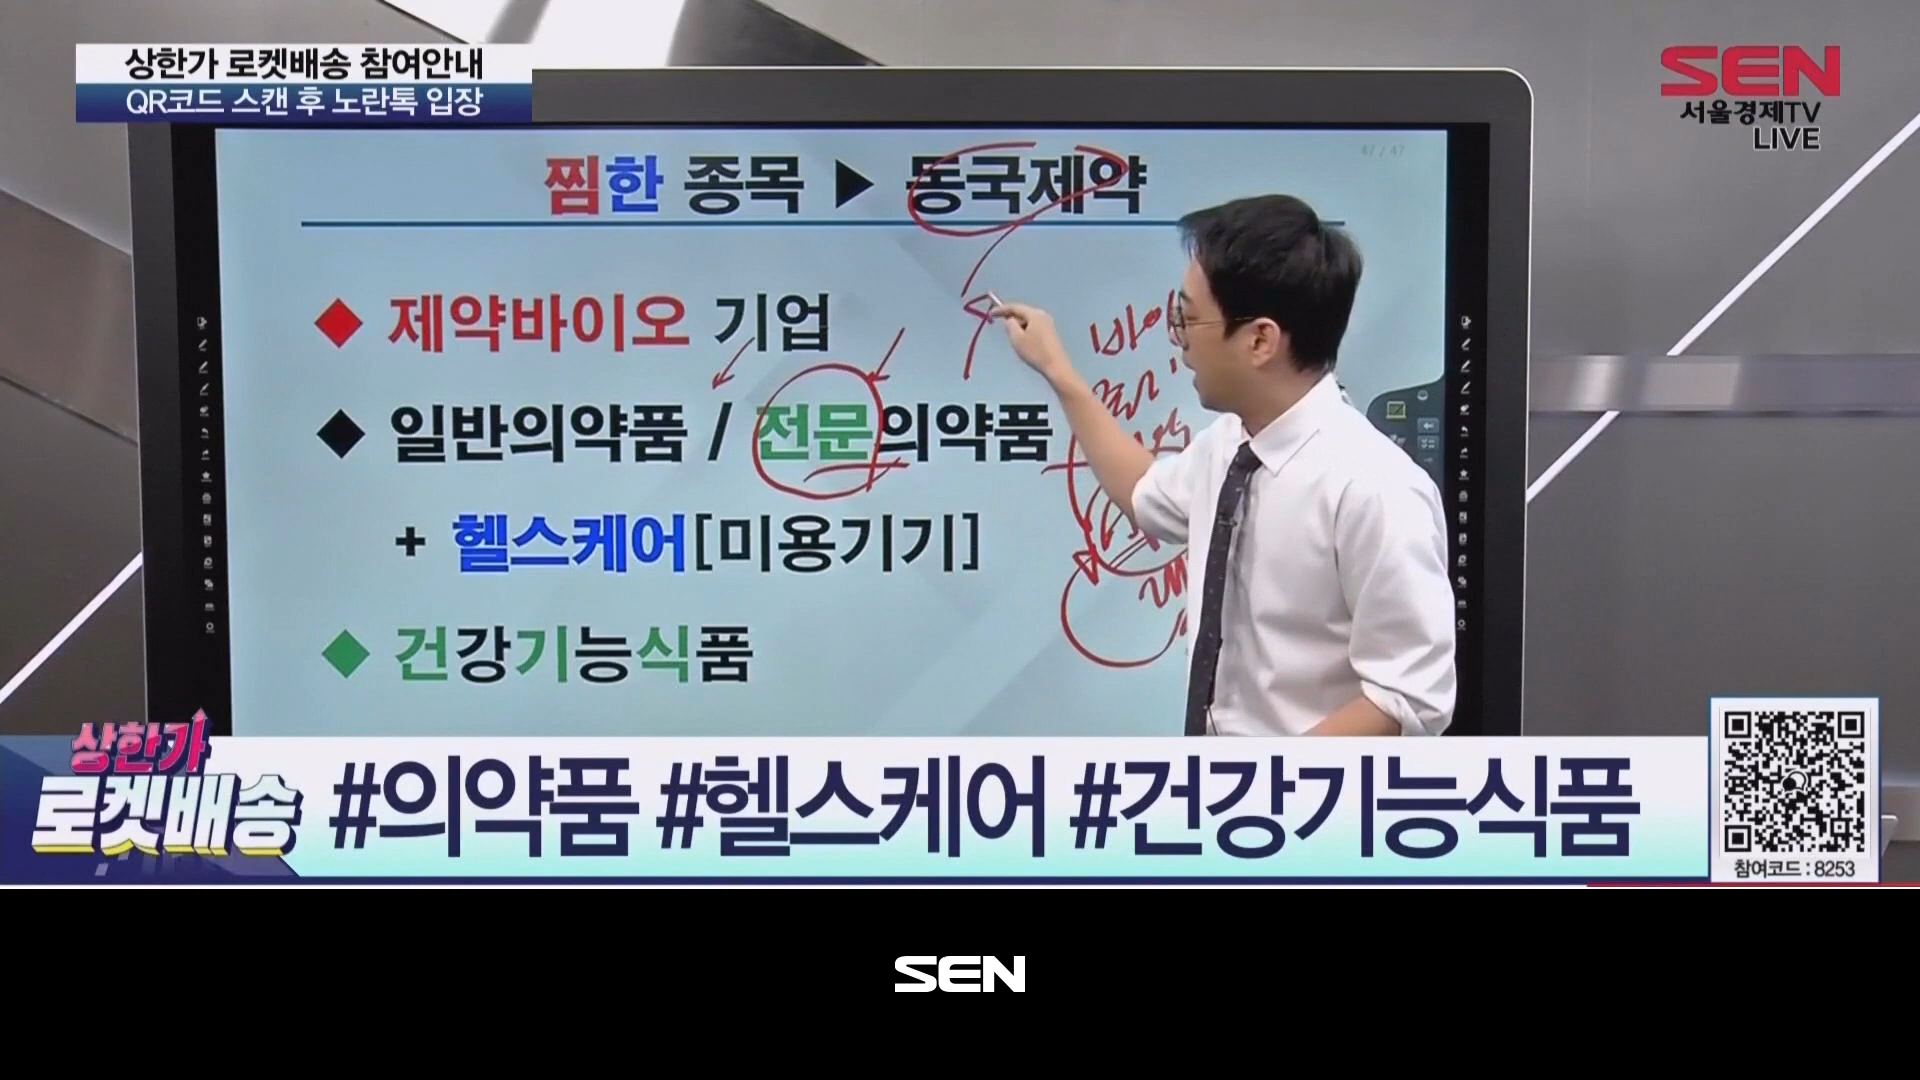 상한가 로켓배송 참여안내
QR코드 스캔 후 노란톡 입장
SEN
서울경제TV
LIVE
47 / 47
찜한 종목 ▶ 동국제약
◆ 제약바이오 기업
◆ 일반의약품 / 전문의약품
+ 헬스케어[미용기기]
◆ 건강기능식품
상한가
로켓배송
#의약품 #헬스케어 #건강기능식품
참여코드 : 8253
SEN